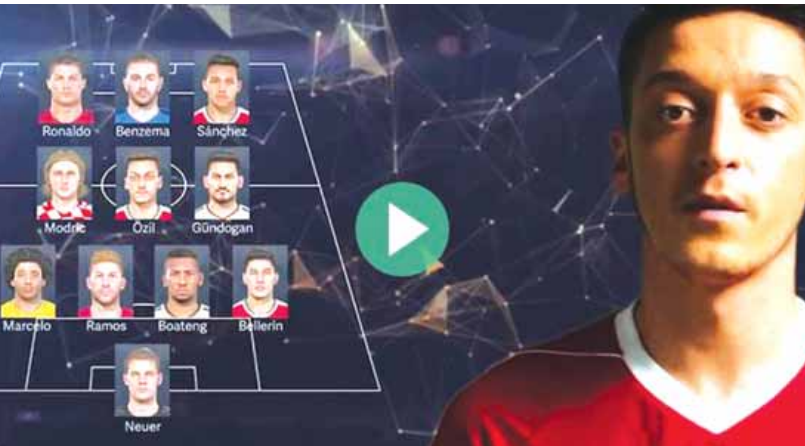 Ronaldo Benzema Sánchez
Modric Özil Gündogan
Marcelo Ramos Boateng Bellerin
Neuer